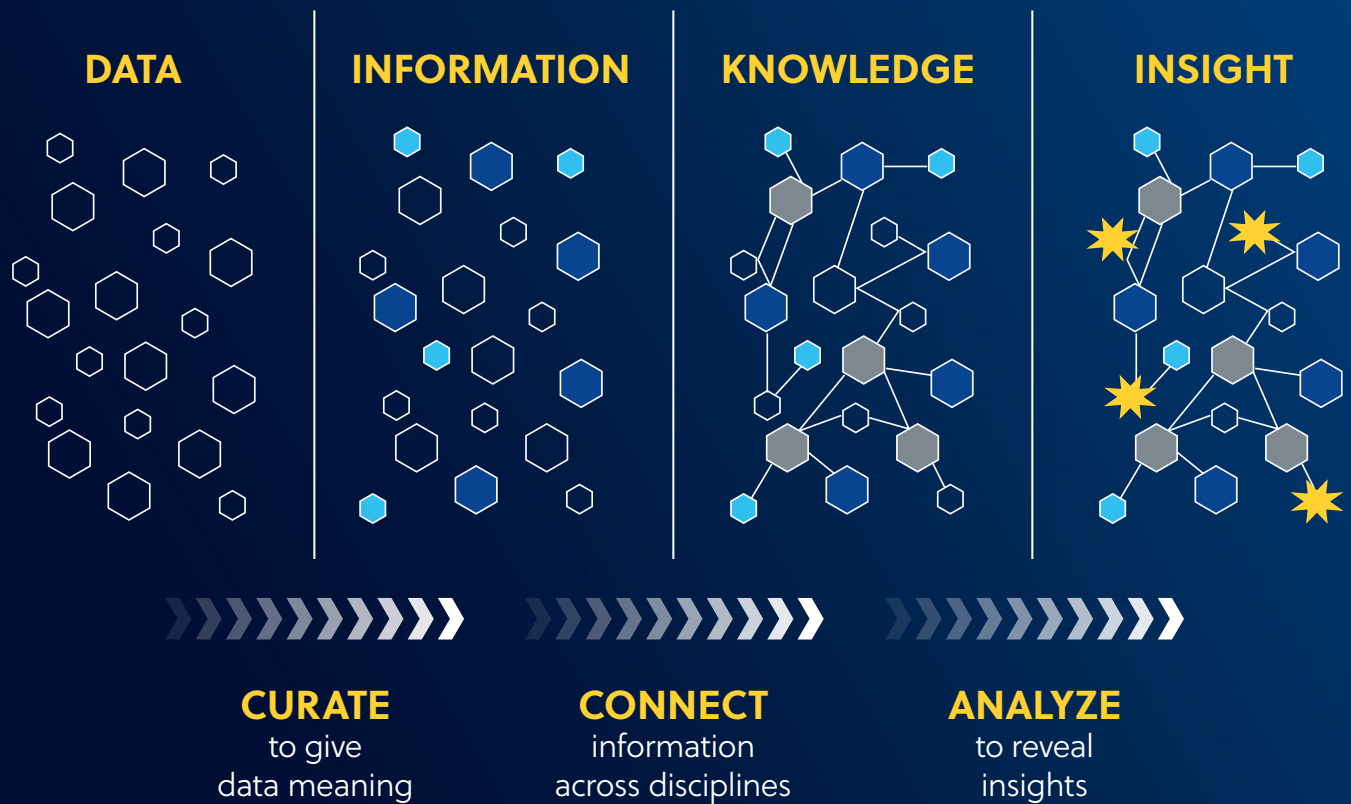 DATA
INFORMATION
KNOWLEDGE
INSIGHT
CURATE
to give
data meaning
CONNECT
information
across disciplines
ANALYZE
to reveal
insights